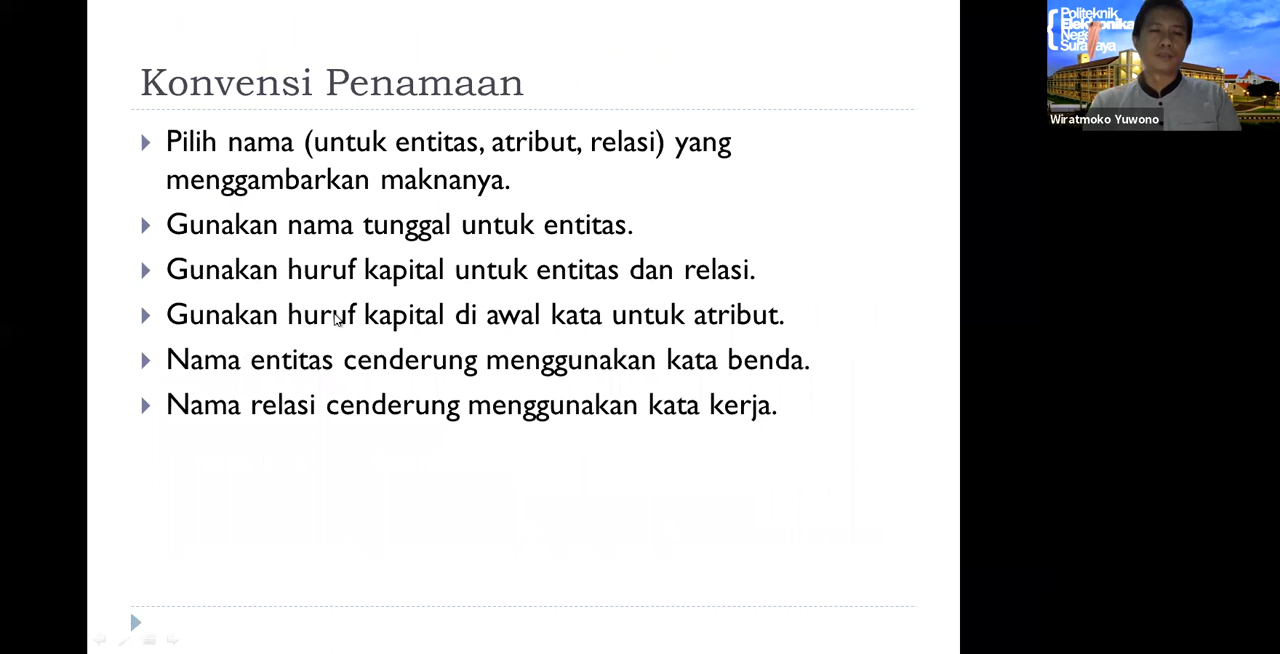 Konvensi Penamaan
Pilih nama (untuk entitas, atribut, relasi) yang
menggambarkan maknanya.
Gunakan nama tunggal untuk entitas.
Gunakan huruf kapital untuk entitas dan relasi.
Gunakan huruf kapital di awal kata untuk atribut.
Nama entitas cenderung menggunakan kata benda.
Nama relasi cenderung menggunakan kata kerja.
Politeknik
Elektronika
Wiratmoko Yuwono